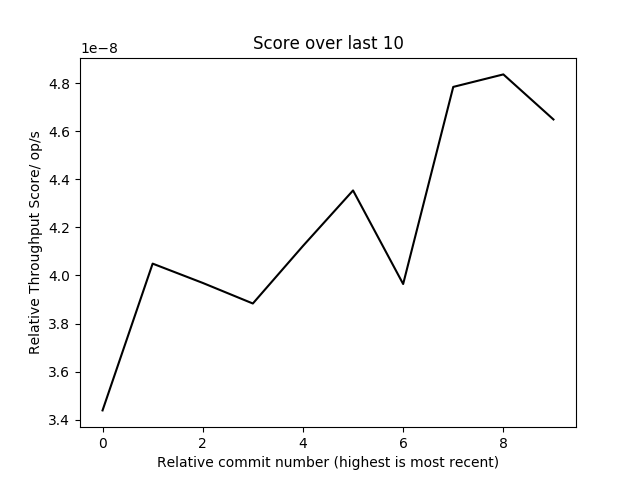 Score over last 10
1e−8
4.8
4.6
4.4
4.2
4.0
3.8
3.6
3.4
Relative Throughput Score/ op/s
0 2 4 6 8
Relative commit number (highest is most recent)